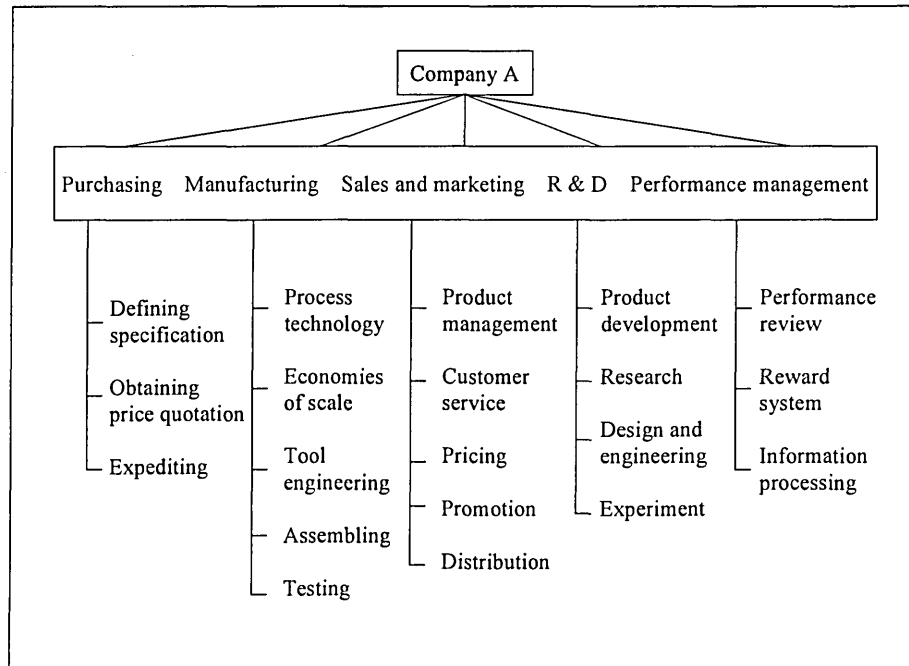 Company A
Purchasing Manufacturing Sales and marketing R & D Performance management
Defining
specification
Obtaining
price quotation
Expediting
Process
technology
Economies
of scale
Tool
engineering
Assembling
Testing
Product
management
Customer
service
Pricing
Promotion
Distribution
Product
development
Research
Design and
engineering
Experiment
Performance
review
Reward
system
Information
processing